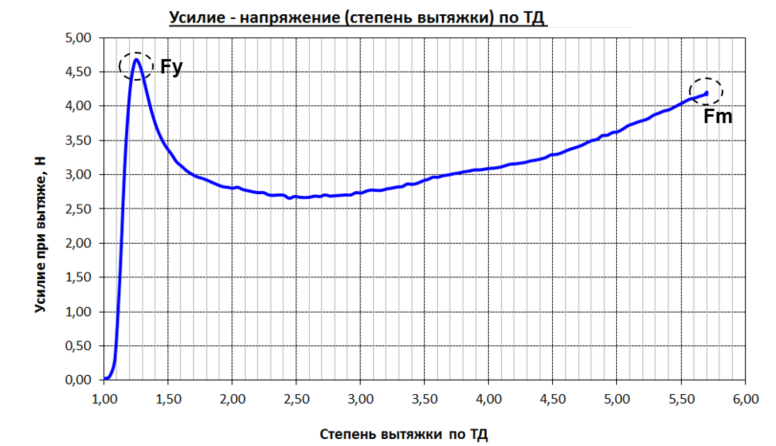 Усилие - напряжение (степень вытяжки) по ТД
Усилие при вытяже, Н
5,00
4,50
4,00
3,50
3,00
2,50
2,00
1,50
1,00
0,50
0,00
Fy
Fm
1,00 1,50 2,00 2,50 3,00 3,50 4,00 4,50 5,00 5,50 6,00
Степень вытяжки по ТД